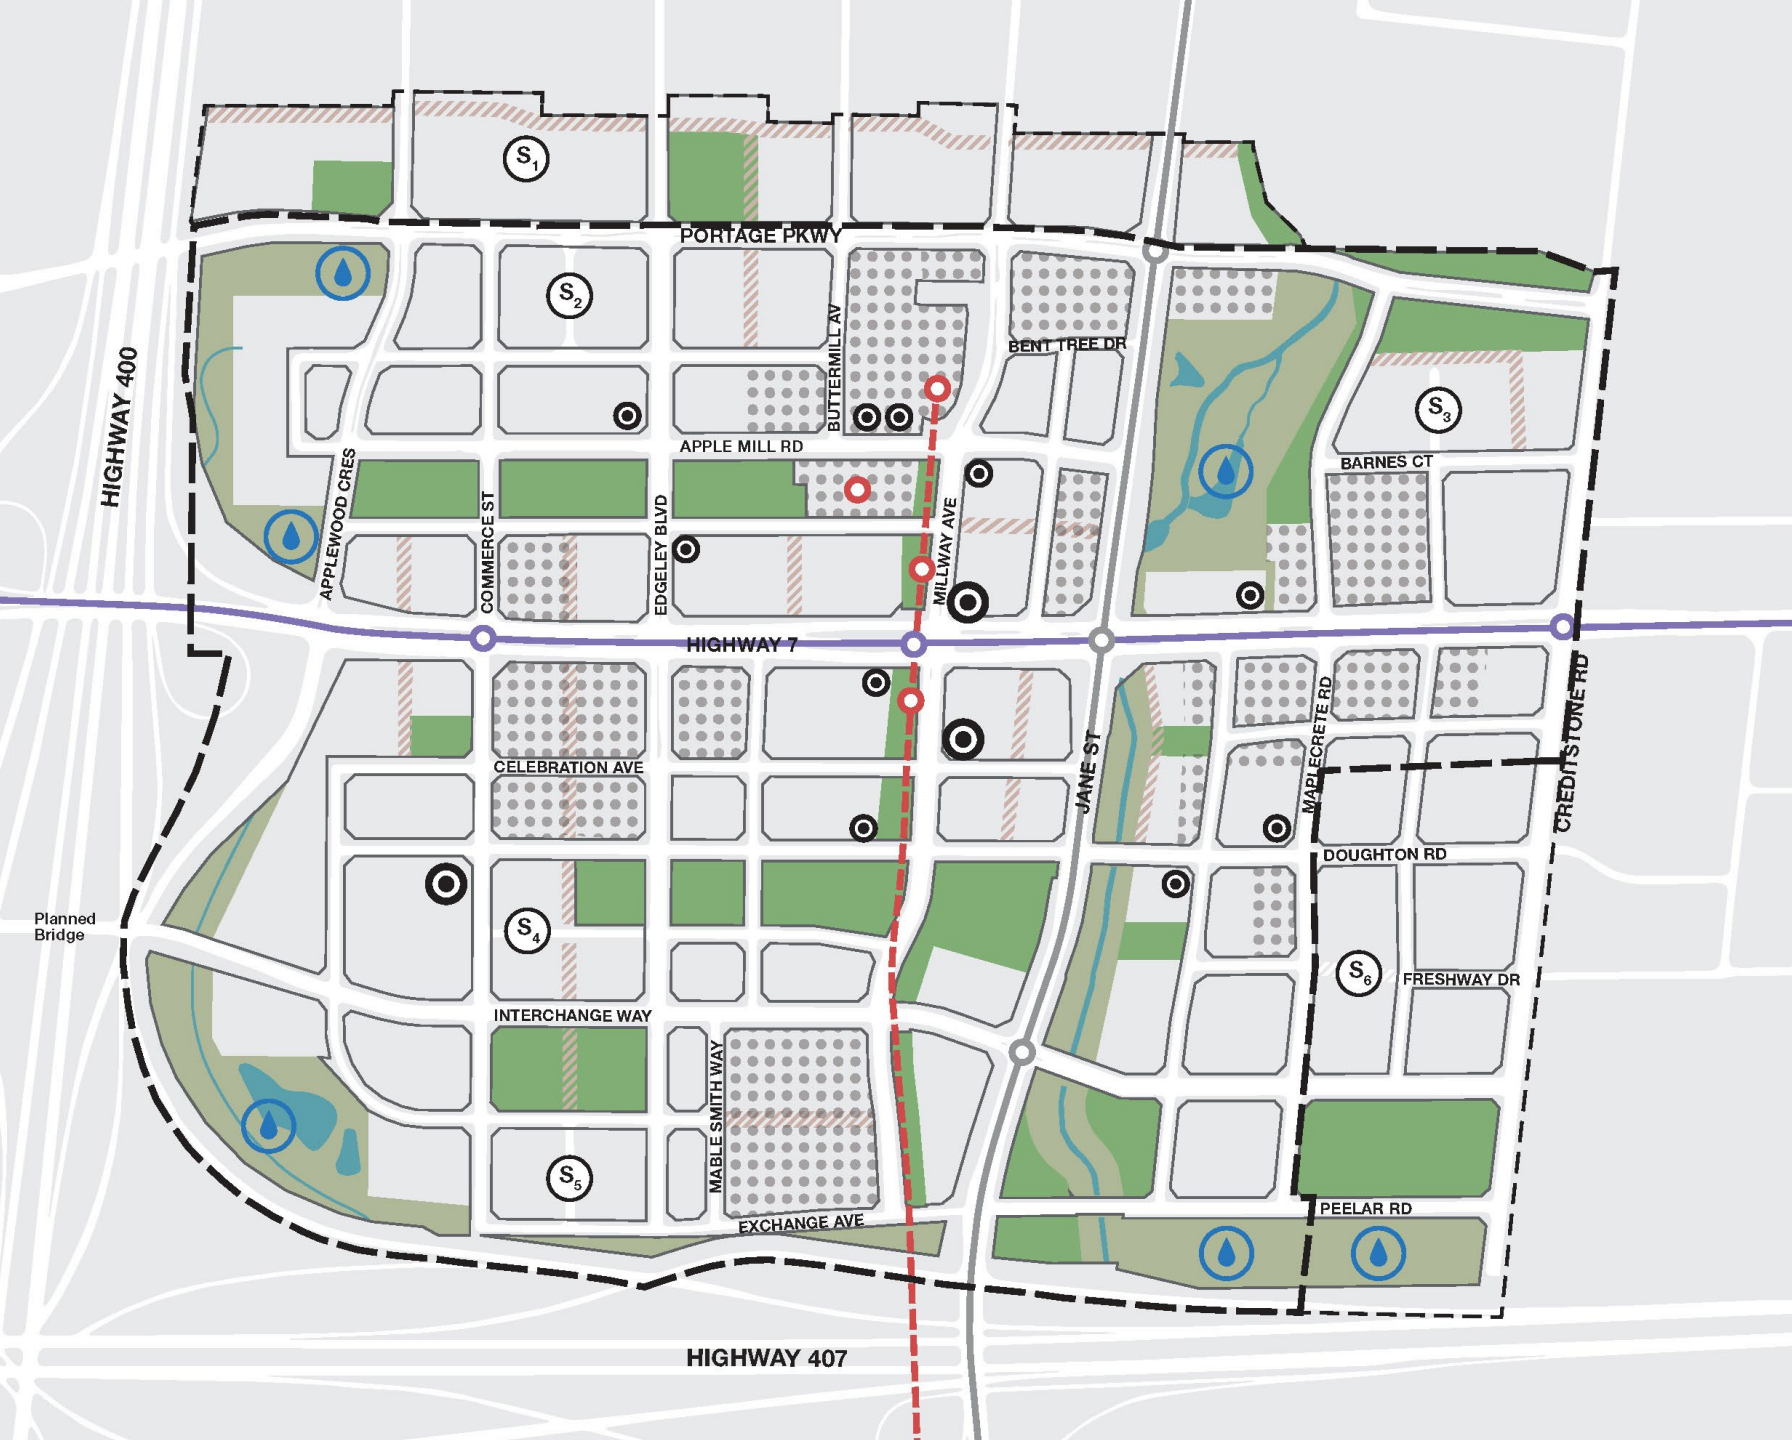 S1
PORTAGE PKWY
S2
BUTTERMILL AV
BENT TREE DR
HIGHWAY 400
S3
APPLE MILL RD
BARNES CT
APPLEWOOD CRES
COMMERCE ST
EDGELEY BLVD
MILLWAY AVE
HIGHWAY 7
CELEBRATION AVE
JANE ST
MAPLECRETE RD
CREDITSTONE RD
DOUGHTON RD
Planned
Bridge
S4
S6
FRESHWAY DR
INTERCHANGE WAY
MABLE SMITH WAY
S5
EXCHANGE AVE
PEELAR RD
HIGHWAY 407